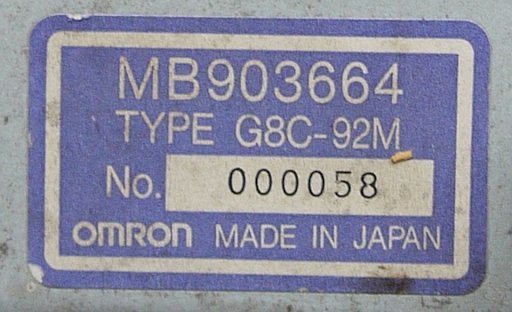 MB903664
TYPE G8C-92M
No. 000058
OMRON MADE IN JAPAN